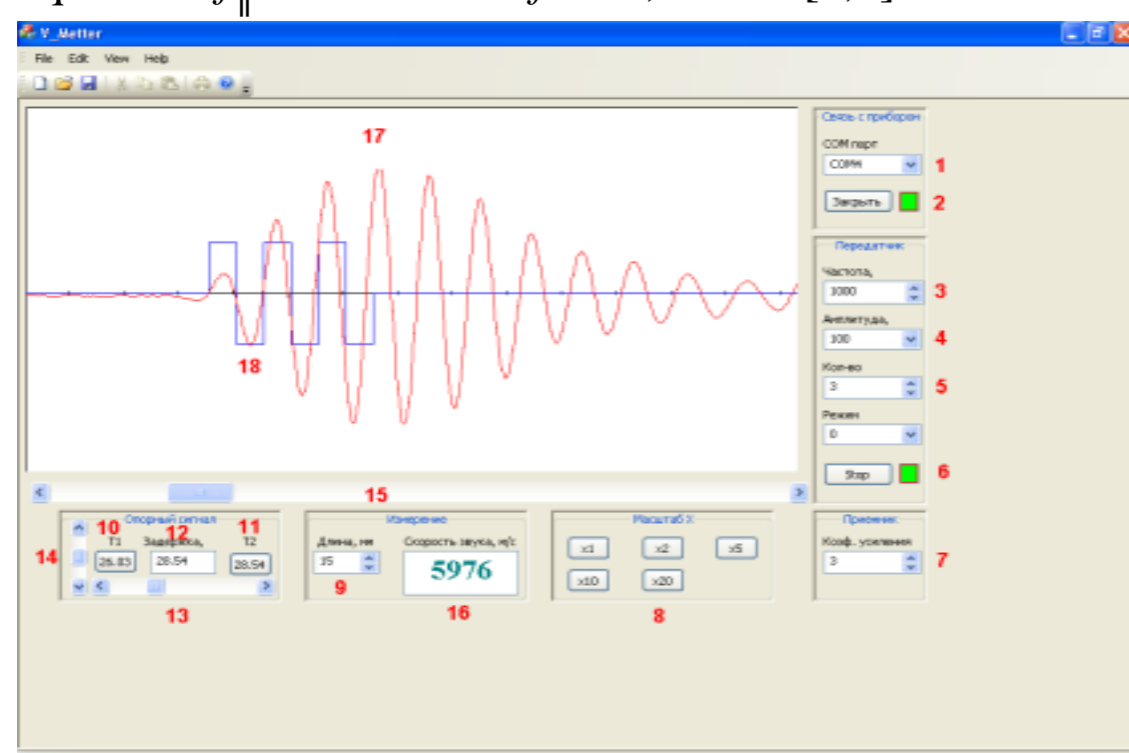 V_Metter
File Edit View Help
17
18
15
Связь с прибором
COM порт
1
Закрыть 2
Передатчик
Частота,
1000 3
Амплитуда,
100 4
Кол-во
3 5
Режим
0
Stop 6
Опорный сигнал
10 12 11
T1 Задержка, T2
14 26.83 28.54 28.54
13
Измерение
Длина, мм Скорость звука, м/с
5976
9
16
Масштаб X
x1 x2 x5
x10 x20
8
Приемник
Коэф. усиления
3 7